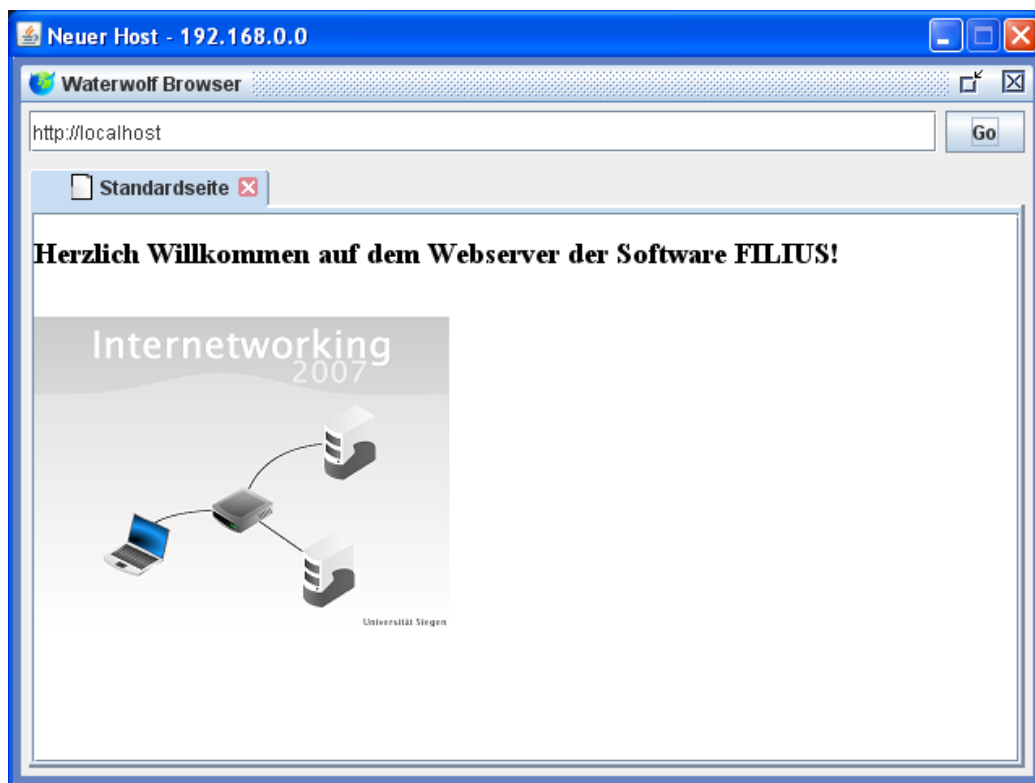 Neuer Host - 192.168.0.0
Waterwolf Browser
http://localhost
Go
Standardseite
Herzlich Willkommen auf dem Webserver der Software FILIUS!
Internetworking
2007
Universität Siegen